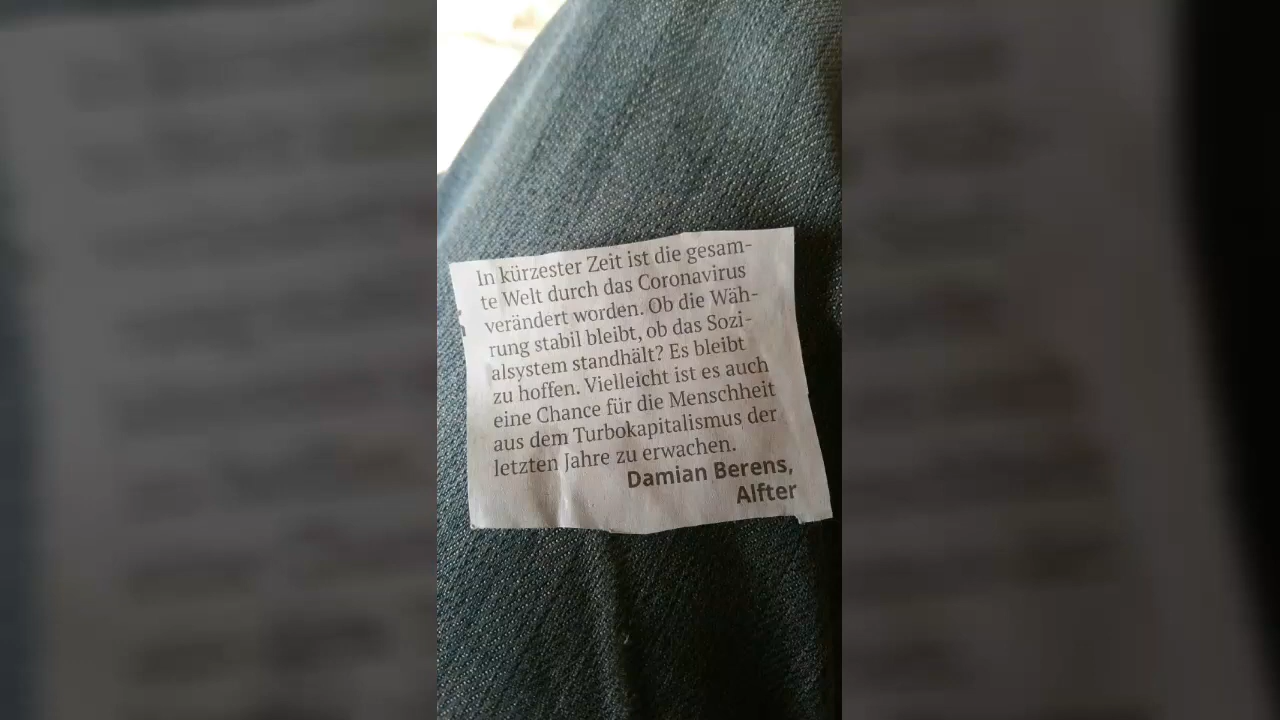 In kürzester Zeit ist die gesam-
te Welt durch das Coronavirus
verändert worden. Ob die Wäh-
rung stabil bleibt, ob das Sozi-
alsystem standhält? Es bleibt
zu hoffen. Vielleicht ist es auch
eine Chance für die Menschheit
aus dem Turbokapitalismus der
letzten Jahre zu erwachen.
Damian Berens,
Alfter